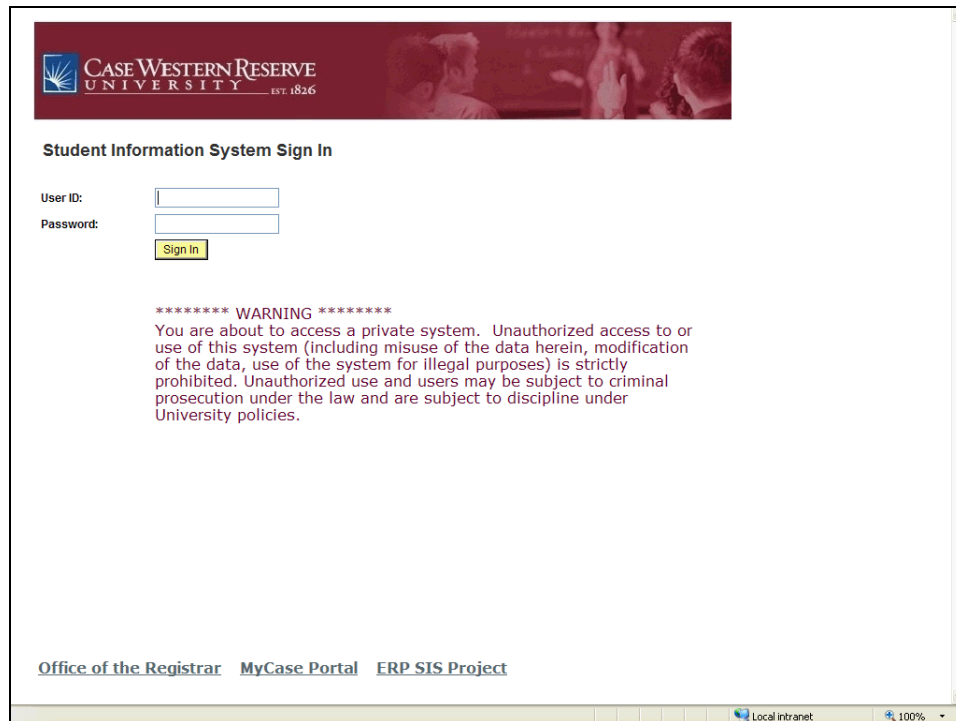 CASE WESTERN RESERVE
UNIVERSITY EST. 1826
Student Information System Sign In
User ID:
Password:
Sign In
******** WARNING ********
You are about to access a private system.  Unauthorized access to or
use of this system (including misuse of the data herein, modification
of the data, use of the system for illegal purposes) is strictly
prohibited. Unauthorized use and users may be subject to criminal
prosecution under the law and are subject to discipline under
University policies.
Office of the Registrar MyCase Portal ERP SIS Project
Local intranet 100%